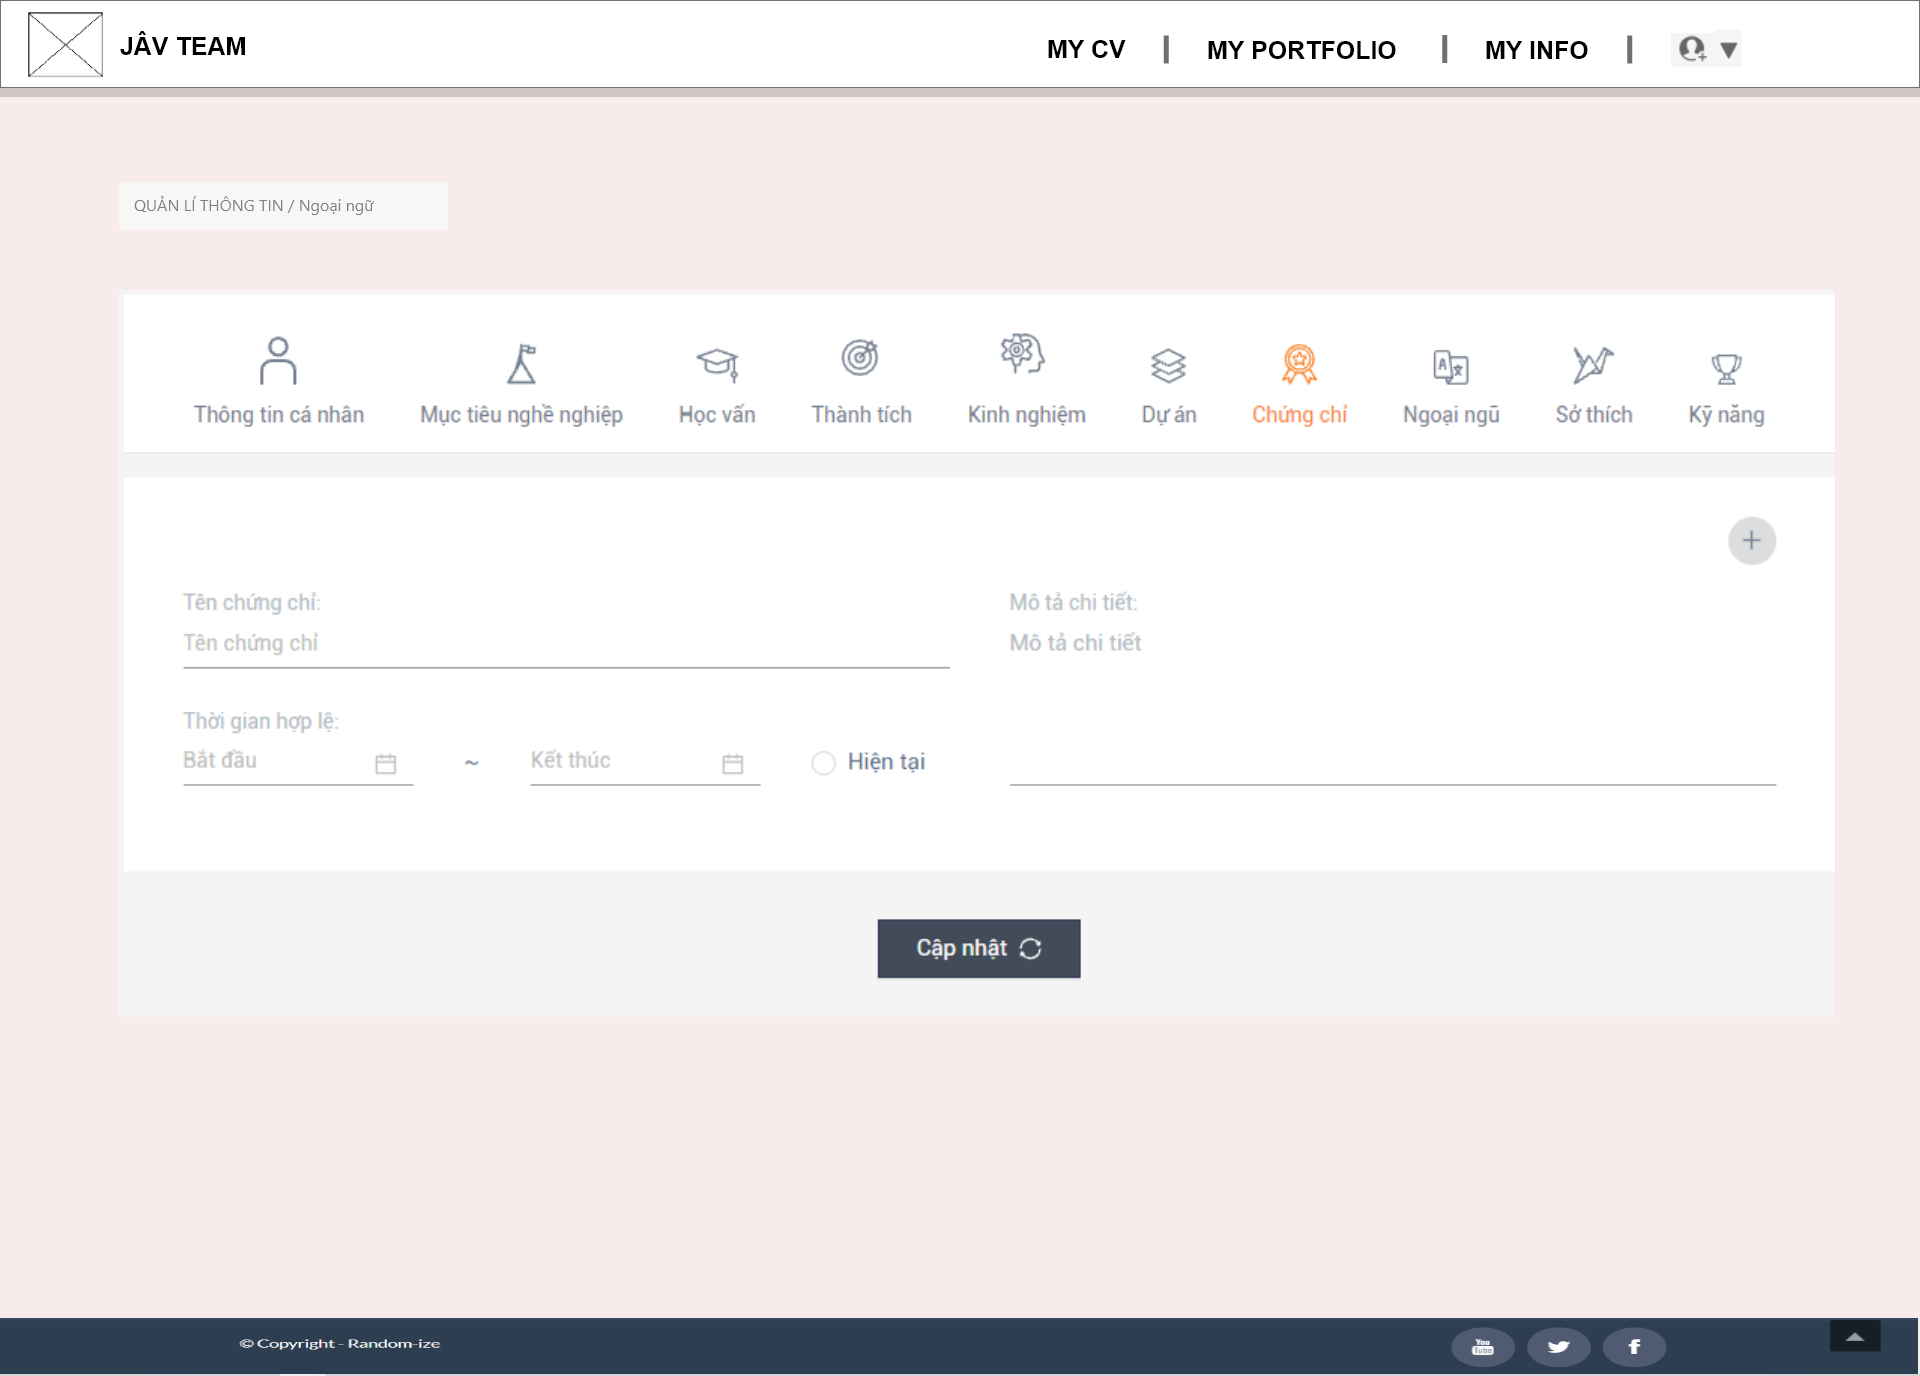 JÂV TEAM
MY CV | MY PORTFOLIO | MY INFO |
QUẢN LÍ THÔNG TIN / Ngoại ngữ
Thông tin cá nhân Mục tiêu nghề nghiệp Học vấn Thành tích Kinh nghiệm Dự án Chứng chỉ Ngoại ngũ Sở thích Kỹ năng
+
Tên chứng chỉ: Mô tả chi tiết:
Tên chứng chỉ Mô tả chi tiết
Thời gian hợp lệ:
Bắt đầu ~ Kết thúc Hiện tại
Cập nhật
© Copyright - Random-ize
You Tube